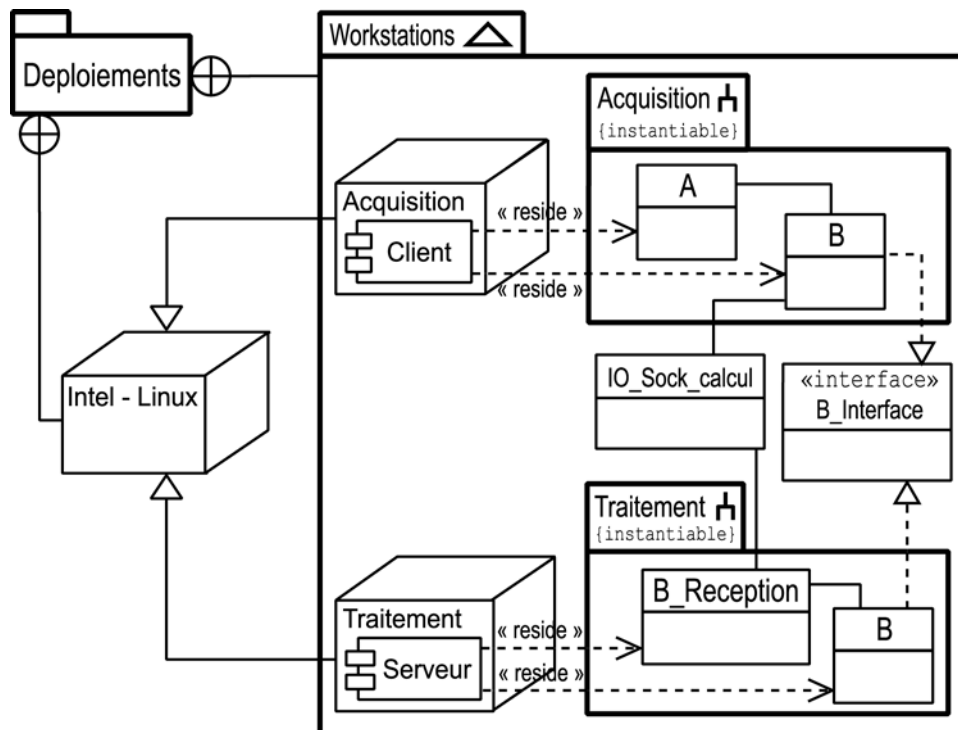 Deploiements
Workstations
Acquisition
{instantiable}
A
B
Acquisition
Client
« reside »
« reside »
Intel - Linux
IO_Sock_calcul
«interface»
B_Interface
Traitement
{instantiable}
B_Reception
B
Traitement
Serveur
« reside »
« reside »